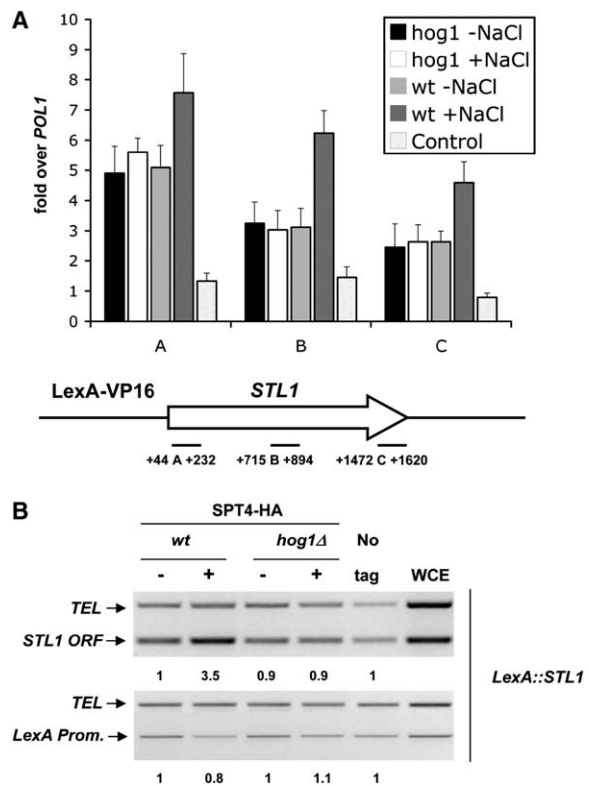 A
10
9
8
7
6
5
4
3
2
1
0
fold over POL1
hog1 -NaCl
hog1 +NaCl
wt -NaCl
wt +NaCl
Control
A B C
LexA-VP16 STL1
+44 A +232 +715 B +894 +1472 C +1620
B
SPT4-HA
wt hog1Δ No
- + - + tag WCE
TEL
STL1 ORF
1 3.5 0.9 0.9 1
LexA::STL1
TEL
LexA Prom.
1 0.8 1 1.1 1